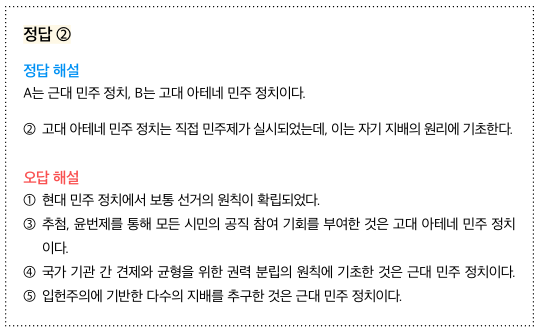 정답 ②
정답 해설
A는 근대 민주 정치, B는 고대 아테네 민주 정치이다.
② 고대 아테네 민주 정치는 직접 민주제가 실시되었는데, 이는 자기 지배의 원리에 기초한다.
오답 해설
① 현대 민주 정치에서 보통 선거의 원칙이 확립되었다.
③ 추첨, 윤번제를 통해 모든 시민의 공직 참여 기회를 부여한 것은 고대 아테네 민주 정치
이다.
④ 국가 기관 간 견제와 균형을 위한 권력 분립의 원칙에 기초한 것은 근대 민주 정치이다.
⑤ 입헌주의에 기반한 다수의 지배를 추구한 것은 근대 민주 정치이다.